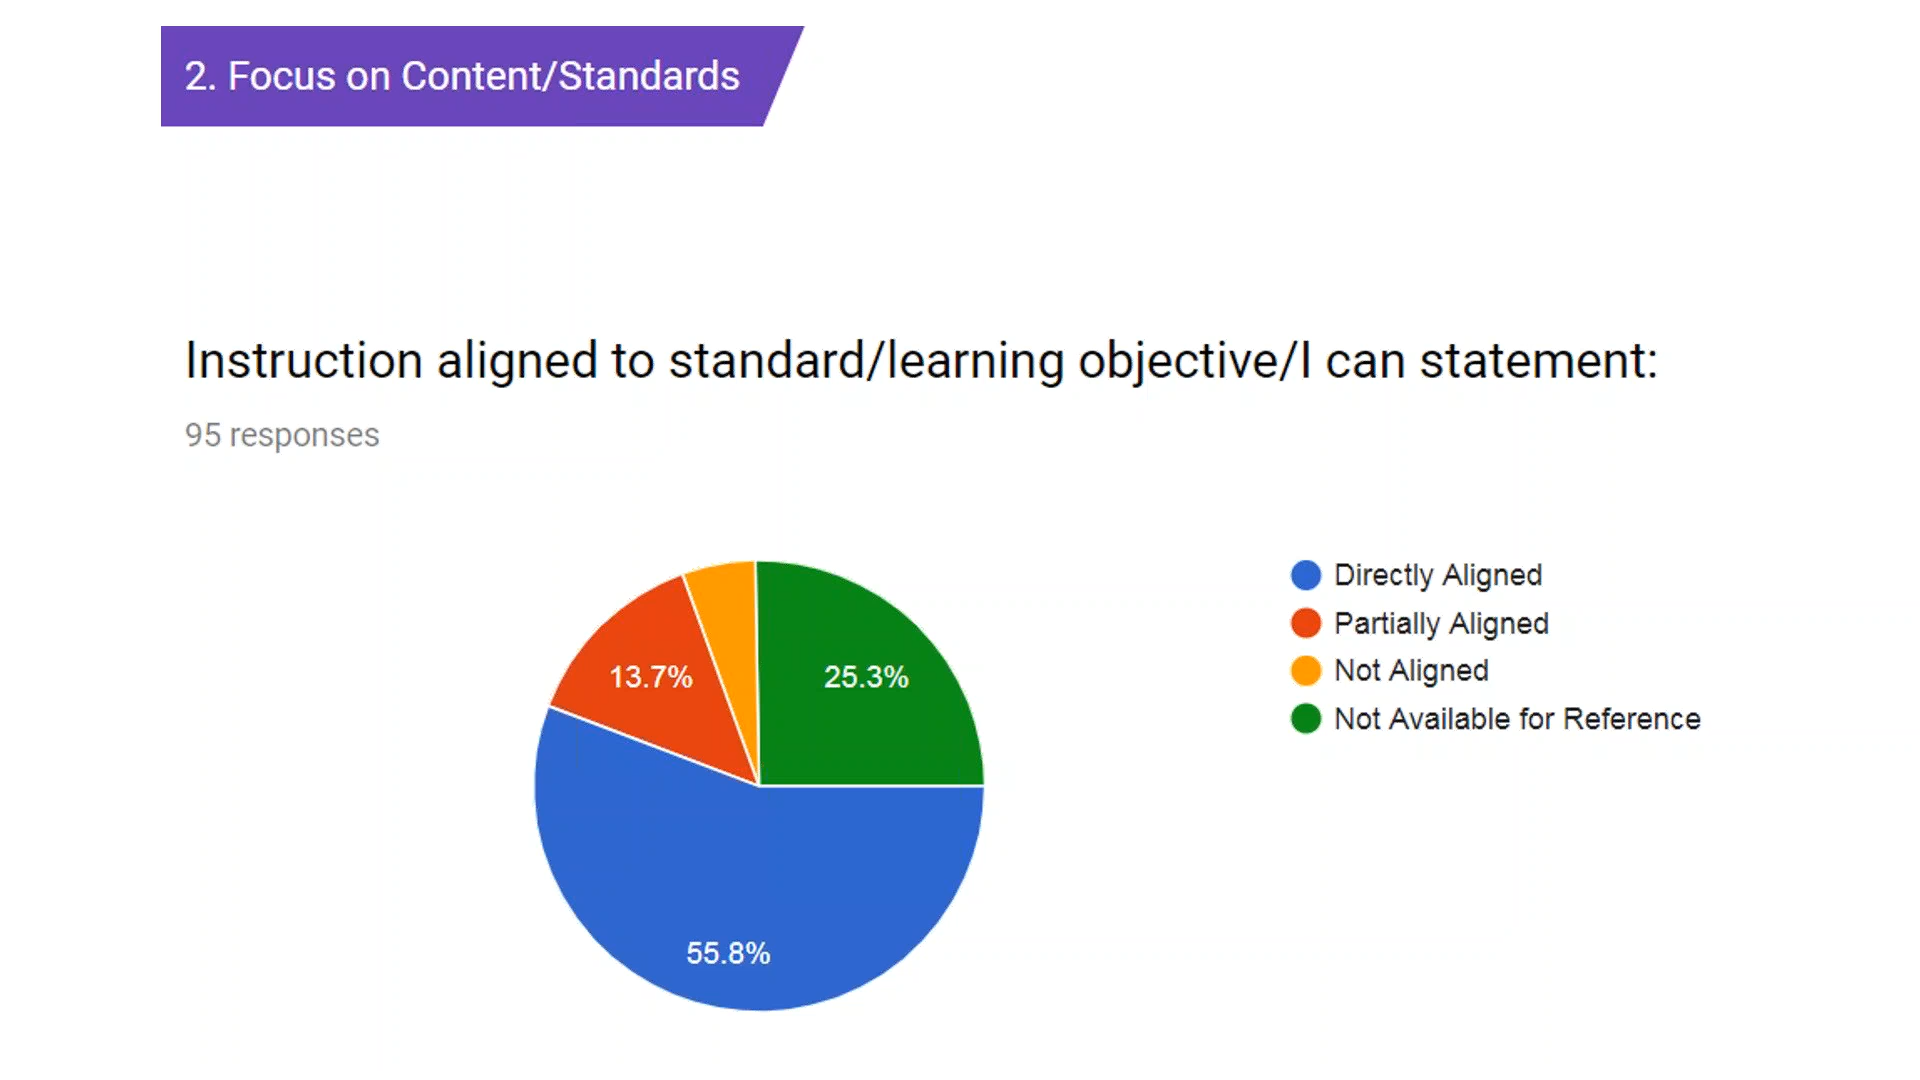 2. Focus on Content/Standards
Instruction aligned to standard/learning objective/I can statement:
95 responses
Directly Aligned
Partially Aligned
Not Aligned
Not Available for Reference
13.7%
25.3%
55.8%